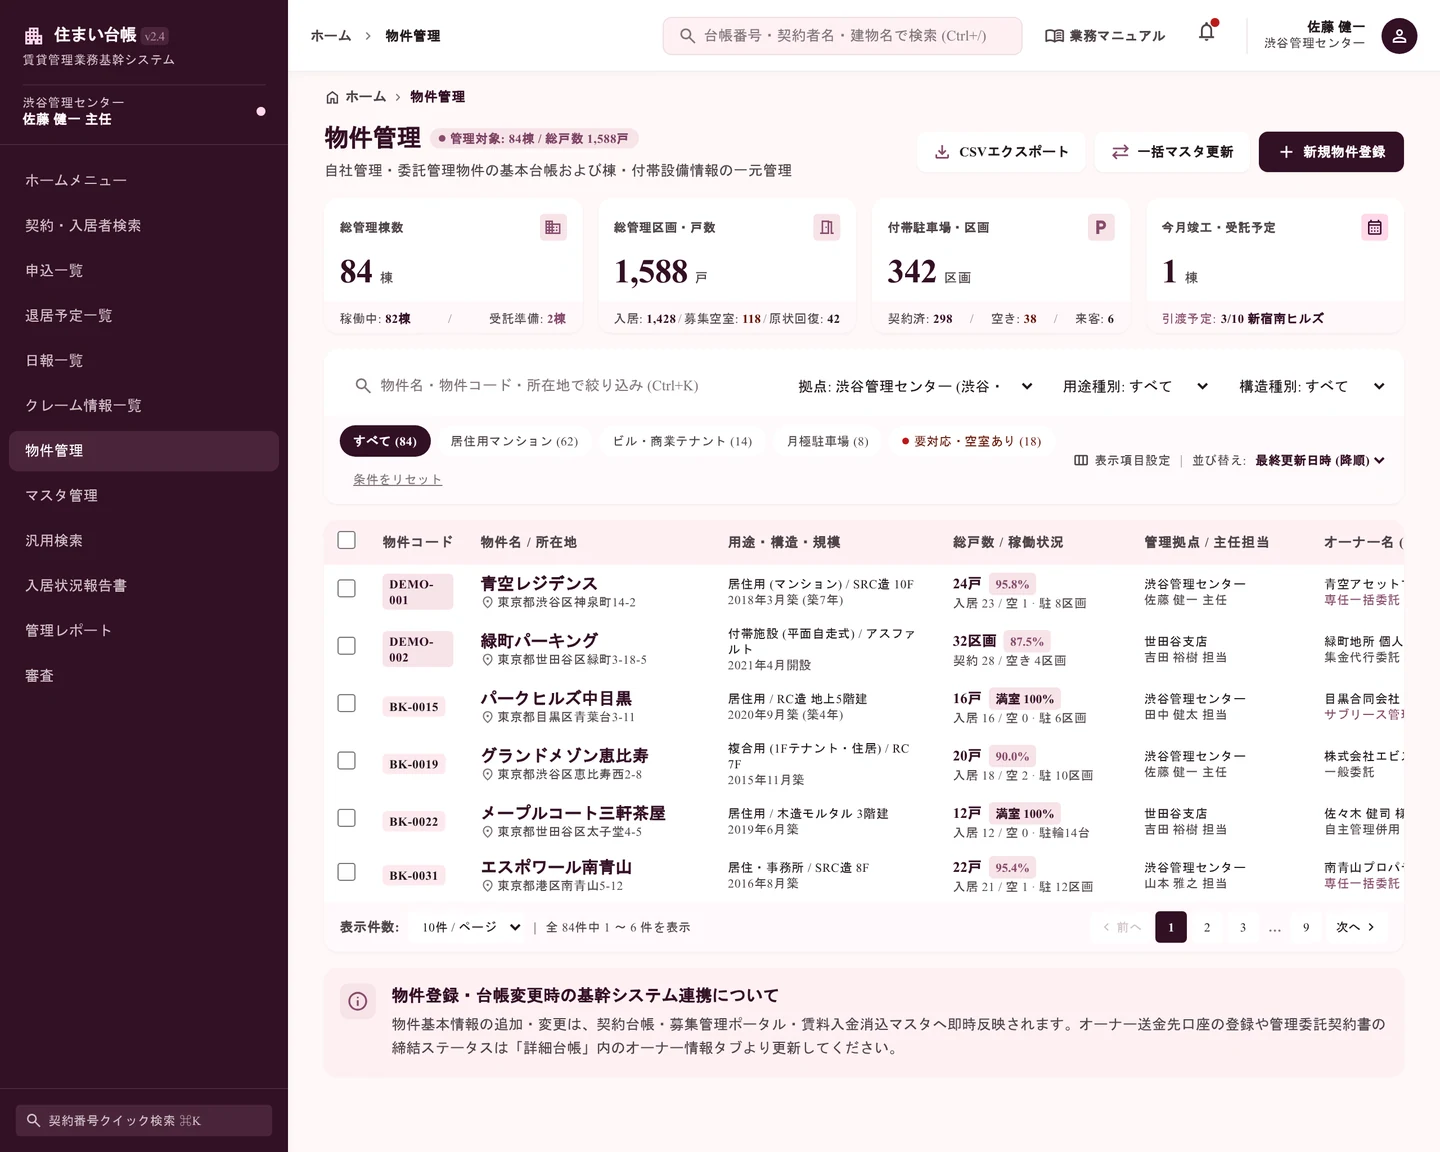 住まい台帳 v2.4
賃貸管理業務基幹システム
渋谷管理センター
佐藤 健一 主任
ホームメニュー
契約・入居者検索
申込一覧
退居予定一覧
日報一覧
クレーム情報一覧
物件管理
マスタ管理
汎用検索
入居状況報告書
管理レポート
審査
契約番号クイック検索 ⌘K
ホーム > 物件管理
台帳番号・契約者名・建物名で検索 (Ctrl+/)
業務マニュアル
佐藤 健一
渋谷管理センター
ホーム > 物件管理
物件管理
管理対象: 84棟 / 総戸数 1,588戸
自社管理・委託管理物件の基本台帳および棟・付帯設備情報の一元管理
CSVエクスポート
一括マスタ更新
新規物件登録
総管理棟数
84 棟
稼働中: 82棟 / 受託準備: 2棟
総管理区画・戸数
1,588 戸
入居: 1,428 / 募集空室: 118 / 原状回復: 42
付帯駐車場・区画
P
342 区画
契約済: 298 / 空き: 38 / 来客: 6
今月竣工・受託予定
1 棟
引渡予定: 3/10 新宿南ヒルズ
物件名・物件コード・所在地で絞り込み (Ctrl+K)
拠点: 渋谷管理センター (渋谷・
用途種別: すべて
構造種別: すべて
すべて (84)
居住用マンション (62)
ビル・商業テナント (14)
月極駐車場 (8)
要対応・空室あり (18)
条件をリセット
表示項目設定 | 並び替え: 最終更新日時 (降順)
物件コード 物件名 / 所在地 用途・構造・規模 総戸数 / 稼働状況 管理拠点 / 主任担当 オーナー名 (
DEMO-001
青空レジデンス
東京都渋谷区神泉町14-2
居住用 (マンション) / SRC造 10F
2018年3月築 (築7年)
24戸 95.8%
入居 23 / 空 1 · 駐 8区画
渋谷管理センター
佐藤 健一 主任
青空アセット
専任一括委託
DEMO-002
緑町パーキング
東京都世田谷区緑町3-18-5
付帯施設 (平面自走式) / アスファルト
2021年4月開設
32区画 87.5%
契約 28 / 空き 4区画
世田谷支店
吉田 裕樹 担当
緑町地所 個人
集金代行委託
BK-0015
パークヒルズ中目黒
東京都目黒区青葉台3-11
居住用 / RC造 地上5階建
2020年9月築 (築4年)
16戸 満室 100%
入居 16 / 空 0 · 駐 6区画
渋谷管理センター
田中 健太 担当
目黒合同会社
サブリース管理
BK-0019
グランドメゾン恵比寿
東京都渋谷区恵比寿西2-8
複合用 (1Fテナント・住居) / RC 7F
2015年11月築
20戸 90.0%
入居 18 / 空 2 · 駐 10区画
渋谷管理センター
佐藤 健一 主任
株式会社エビ
一般委託
BK-0022
メープルコート三軒茶屋
東京都世田谷区太子堂4-5
居住用 / 木造モルタル 3階建
2019年6月築
12戸 満室 100%
入居 12 / 空 0 · 駐輪14台
世田谷支店
吉田 裕樹 担当
佐々木 健司 様
自主管理併用
BK-0031
エスポワール南青山
東京都港区南青山5-12
居住・事務所 / SRC造 8F
2016年8月築
22戸 95.4%
入居 21 / 空 1 · 駐 12区画
渋谷管理センター
山本 雅之 担当
南青山プロパ
専任一括委託
表示件数: 10件 / ページ | 全 84件中 1 〜 6 件を表示
< 前へ 1 2 3 ... 9 次へ >
物件登録・台帳変更時の基幹システム連携について
物件基本情報の追加・変更は、契約台帳・募集管理ポータル・賃料入金消込マスタへ即時反映されます。オーナー送金先口座の登録や管理委託契約書の
締結ステータスは「詳細台帳」内のオーナー情報タブより更新してください。